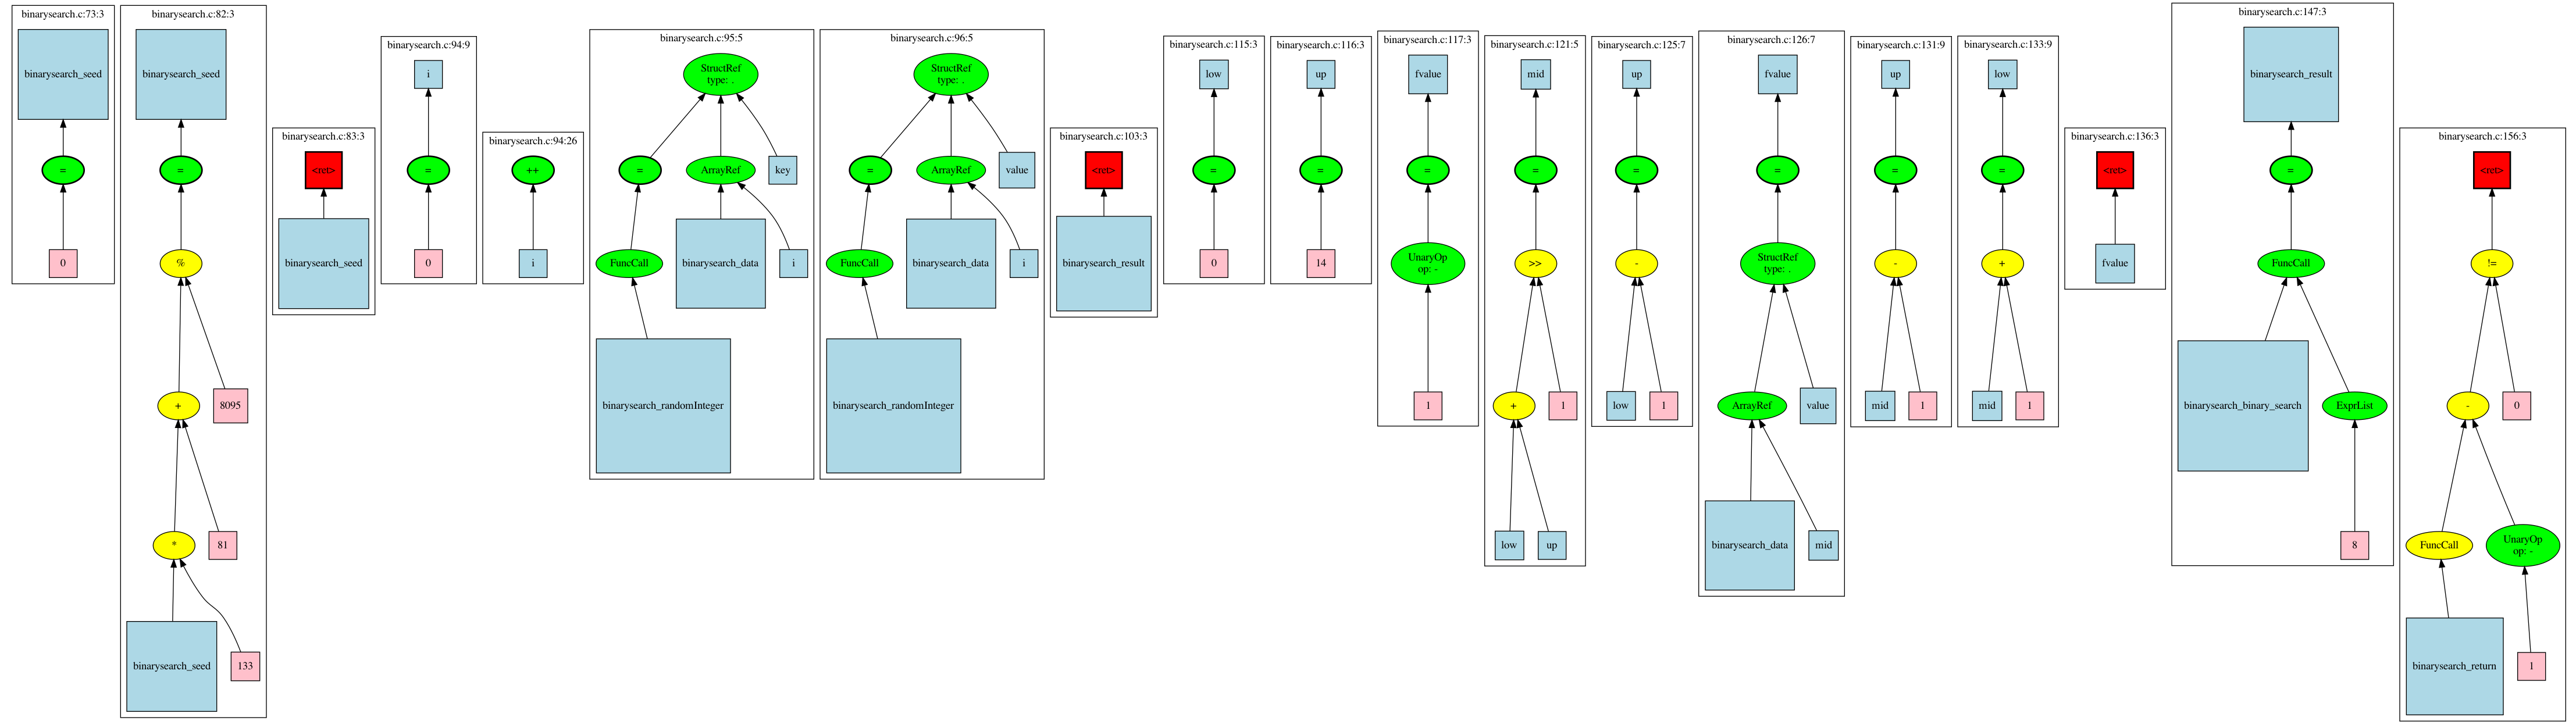 binarysearch.c:73:3
binarysearch_seed
=
0
binarysearch.c:82:3
binarysearch_seed
=
%
+
8095
*
81
binarysearch_seed
133
binarysearch.c:83:3
<ret>
binarysearch_seed
binarysearch.c:94:9
i
=
0
binarysearch.c:94:26
++
i
binarysearch.c:95:5
StructRef
type: .
=
ArrayRef
key
FuncCall
binarysearch_data
i
binarysearch_randomInteger
binarysearch.c:96:5
StructRef
type: .
=
ArrayRef
value
FuncCall
binarysearch_data
i
binarysearch_randomInteger
binarysearch.c:103:3
<ret>
binarysearch_result
binarysearch.c:115:3
low
=
0
binarysearch.c:116:3
up
=
14
binarysearch.c:117:3
fvalue
=
UnaryOp
op: -
1
binarysearch.c:121:5
mid
=
>>
+
1
low
up
binarysearch.c:125:7
up
=
-
low
1
binarysearch.c:126:7
fvalue
=
StructRef
type: .
ArrayRef
value
binarysearch_data
mid
binarysearch.c:131:9
up
=
-
mid
1
binarysearch.c:133:9
low
=
+
mid
1
binarysearch.c:136:3
<ret>
fvalue
binarysearch.c:147:3
binarysearch_result
=
FuncCall
binarysearch_binary_search
ExprList
8
binarysearch.c:156:3
<ret>
!=
-
0
FuncCall
UnaryOp
op: -
binarysearch_return
1